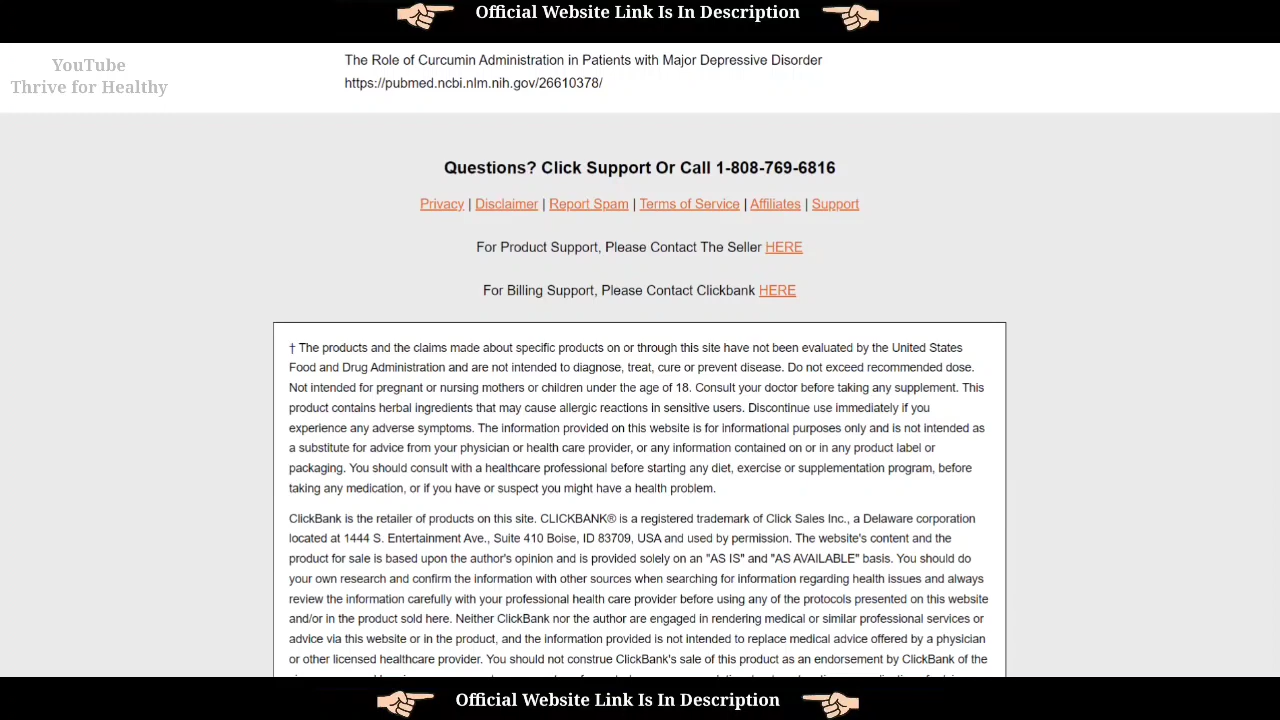 Official Website Link Is In Description
YouTube
Thrive for Healthy
The Role of Curcumin Administration in Patients with Major Depressive Disorder
https://pubmed.ncbi.nlm.nih.gov/26610378/
Questions? Click Support Or Call 1-808-769-6816
Privacy | Disclaimer | Report Spam | Terms of Service | Affiliates | Support
For Product Support, Please Contact The Seller HERE
For Billing Support, Please Contact Clickbank HERE
† The products and the claims made about specific products on or through this site have not been evaluated by the United States
Food and Drug Administration and are not intended to diagnose, treat, cure or prevent disease. Do not exceed recommended dose.
Not intended for pregnant or nursing mothers or children under the age of 18. Consult your doctor before taking any supplement. This
product contains herbal ingredients that may cause allergic reactions in sensitive users. Discontinue use immediately if you
experience any adverse symptoms. The information provided on this website is for informational purposes only and is not intended as
a substitute for advice from your physician or health care provider, or any information contained on or in any product label or
packaging. You should consult with a healthcare professional before starting any diet, exercise or supplementation program, before
taking any medication, or if you have or suspect you might have a health problem.
ClickBank is the retailer of products on this site. CLICKBANK® is a registered trademark of Click Sales Inc., a Delaware corporation
located at 1444 S. Entertainment Ave., Suite 410 Boise, ID 83709, USA and used by permission. The website's content and the
product for sale is based upon the author's opinion and is provided solely on an "AS IS" and "AS AVAILABLE" basis. You should do
your own research and confirm the information with other sources when searching for information regarding health issues and always
review the information carefully with your professional health care provider before using any of the protocols presented on this website
and/or in the product sold here. Neither ClickBank nor the author are engaged in rendering medical or similar professional services or
advice via this website or in the product, and the information provided is not intended to replace medical advice offered by a physician
or other licensed healthcare provider. You should not construe ClickBank's sale of this product as an endorsement by ClickBank of the
Official Website Link Is In Description